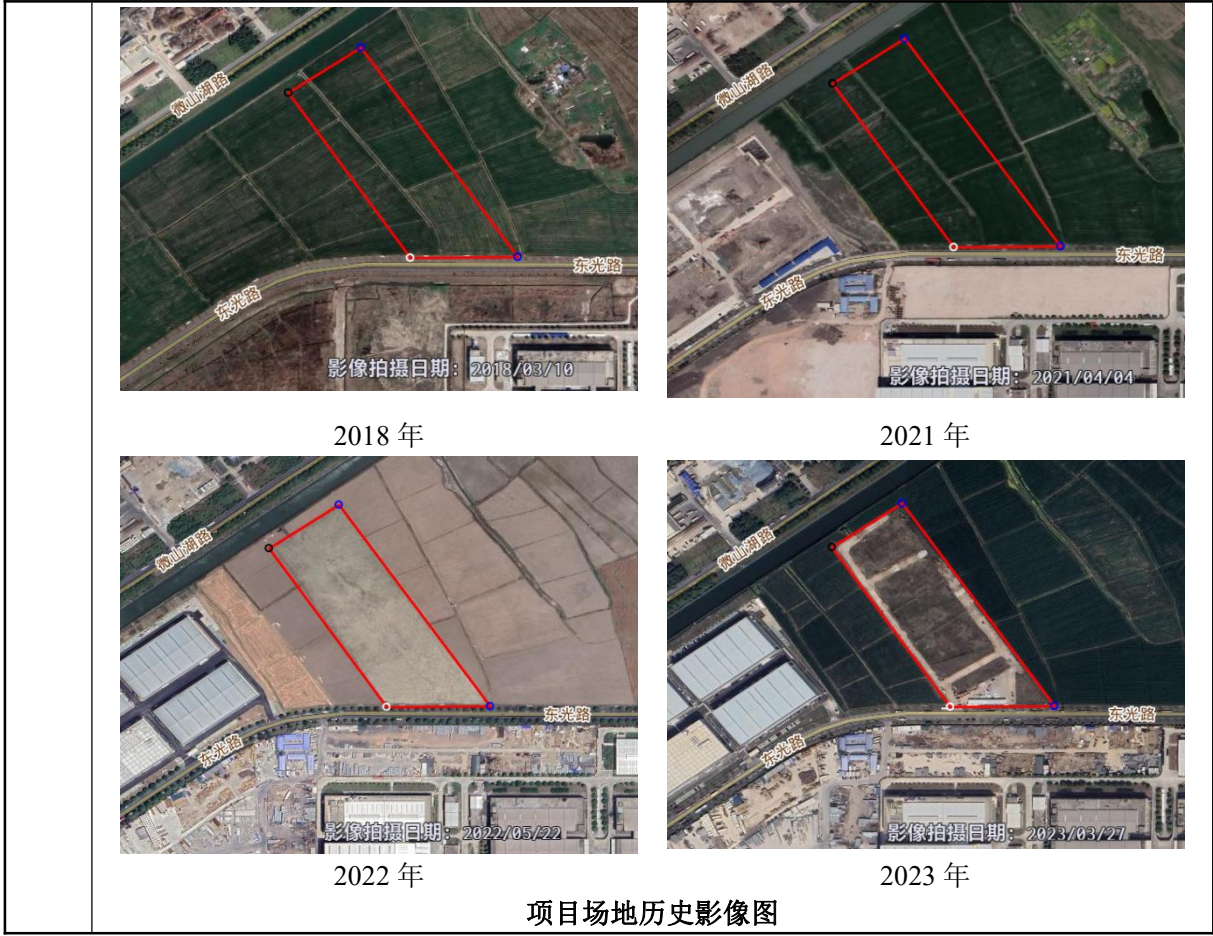 微山湖路
东光路
东光路
影像拍摄日期：2018/03/10
微山湖路
东光路
东光路
影像拍摄日期：2021/04/04
2018 年
2021 年
微山湖路
东光路
东光路
影像拍摄日期：2022/05/22
微山湖路
东光路
东光路
影像拍摄日期：2023/03/27
2022 年
2023 年
项目场地历史影像图